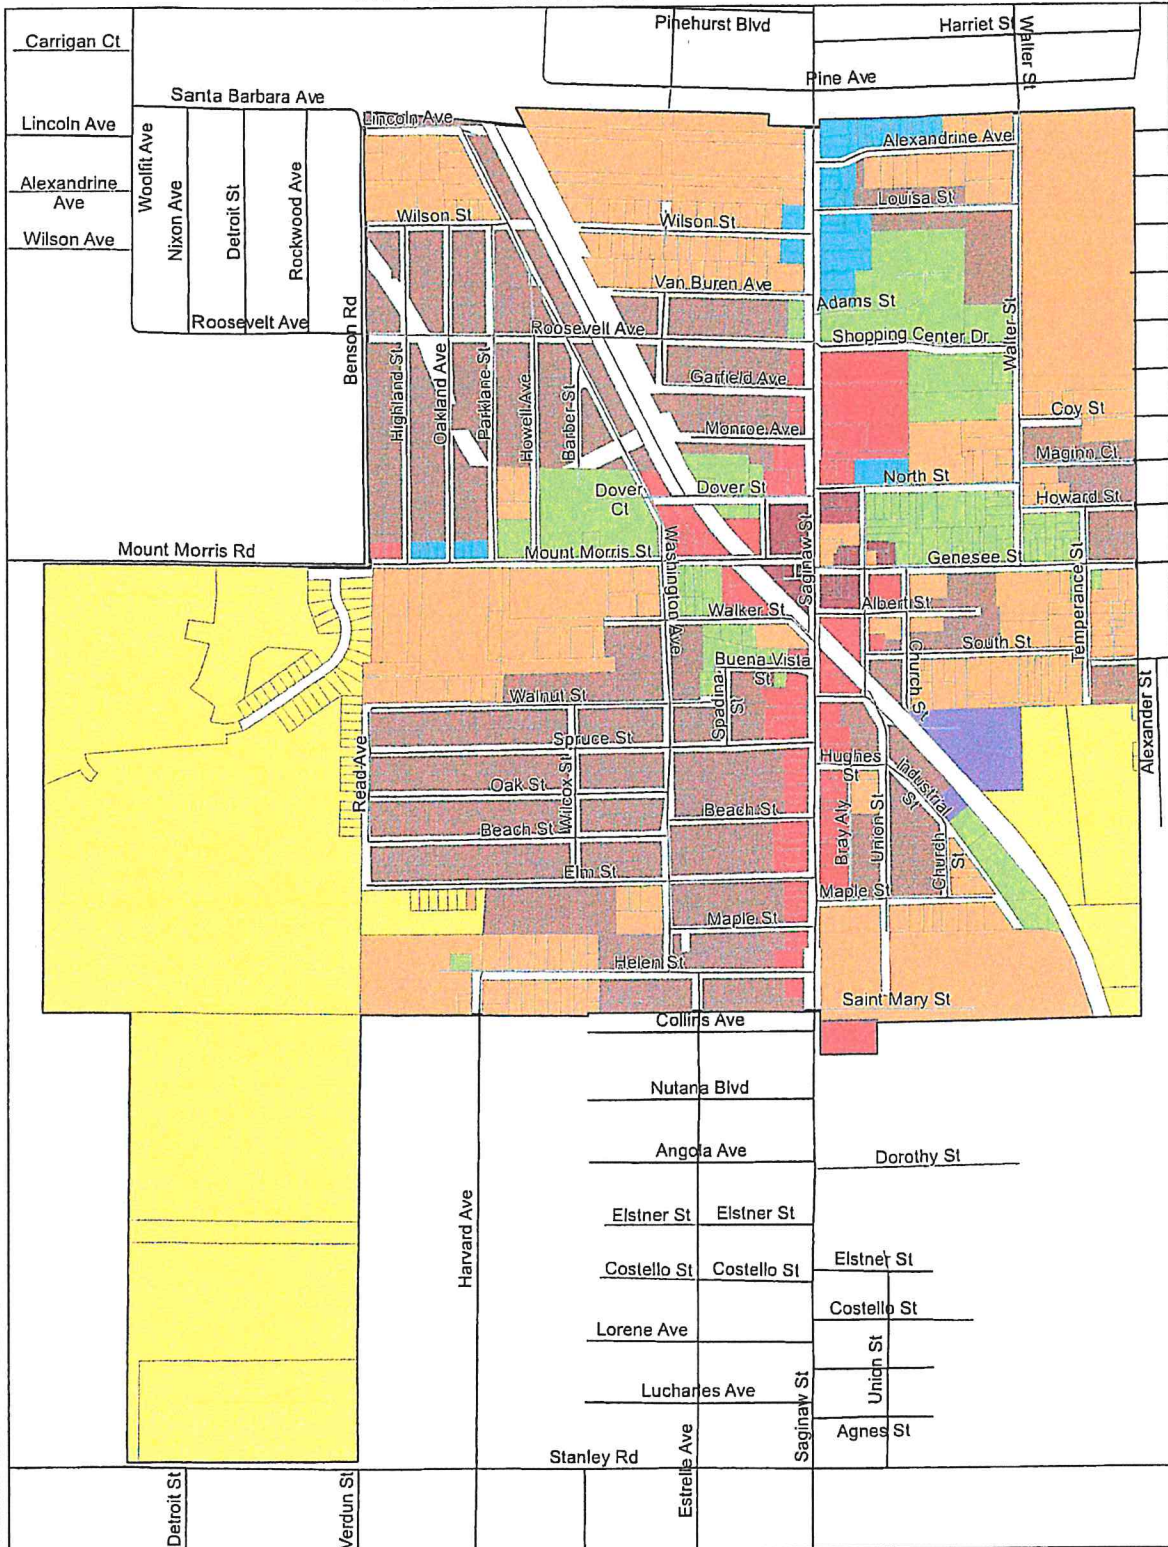 Pinehurst Blvd
Harriet St
Walter St
Carrigan Ct
Pine Ave
Santa Barbara Ave
Lincoln Ave
Lincoln Ave
Woolfit Ave
Nixon Ave
Detroit St
Rockwood Ave
Alexandrine Ave
Alexandrine
Ave
Louisa St
Wilson St
Wilson St
Wilson Ave
Van Buren Ave
Adams St
Roosevelt Ave
Roosevelt Ave
Shopping Center Dr
Walter St
Benson Rd
Highland St
Oakland Ave
Parklane St
Howell Ave
Barber St
Garfield Ave
Monroe Ave
Coy St
Maginn Ct
North St
Dover
Ct
Dover St
Howard St
Mount Morris Rd
Mount Morris St
Washington Ave
Saginaw St
Genesee St
Temperance St
Walker St
Albert St
South St
Church St
Buena Vista
St
Walnut St
Spadina
St
Alexander St
Spruce St
Read Ave
Wilcox St
Oak St
Hughes
St
Industrial
St
Beach St
Beach St
Bray Aly
Union St
Church
St
Elm St
Maple St
Maple St
Helen St
Saint Mary St
Collins Ave
Nutana Blvd
Angola Ave
Dorothy St
Harvard Ave
Elstner St
Elstner St
Elstner St
Costello St
Costello St
Costello St
Lorene Ave
Union St
Lucharles Ave
Saginaw St
Agnes St
Stanley Rd
Estrelle Ave
Detroit St
Verdun St